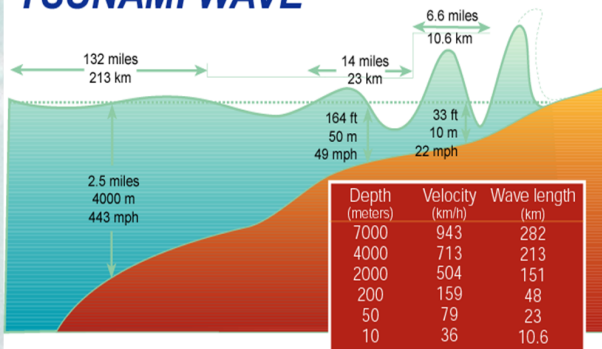 TSUNAMI WAVE
132 miles
213 km
14 miles
23 km
6.6 miles
10.6 km
164 ft
50 m
49 mph
33 ft
10 m
22 mph
2.5 miles
4000 m
443 mph
Depth Velocity Wave length
(meters) (km/h) (km)
7000 943 282
4000 713 213
2000 504 151
200 159 48
50 79 23
10 36 10.6